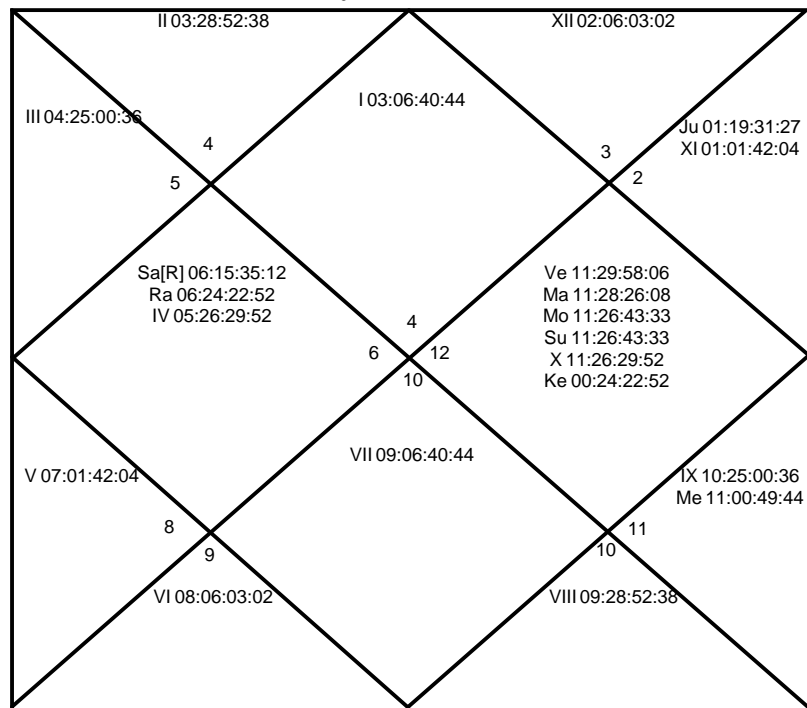 II 03:28:52:38
XII 02:06:03:02
I 03:06:40:44
III 04:25:00:36
Ju 01:19:31:27
XI 01:01:42:04
4
3
5
2
Sa[R] 06:15:35:12
Ra 06:24:22:52
IV 05:26:29:52
Ve 11:29:58:06
Ma 11:28:26:08
Mo 11:26:43:33
Su 11:26:43:33
X 11:26:29:52
Ke 00:24:22:52
4
6
12
10
VII 09:06:40:44
V 07:01:42:04
IX 10:25:00:36
Me 11:00:49:44
8
11
9
10
VI 08:06:03:02
VIII 09:28:52:38